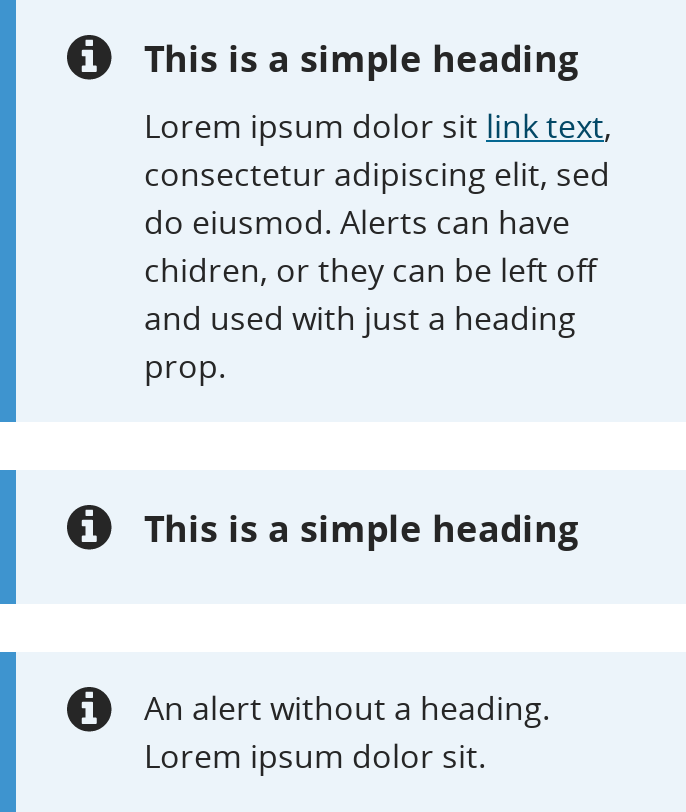 This is a simple heading
Lorem ipsum dolor sit link text,
consectetur adipiscing elit, sed
do eiusmod. Alerts can have
chidren, or they can be left off
and used with just a heading
prop.
This is a simple heading
An alert without a heading.
Lorem ipsum dolor sit.